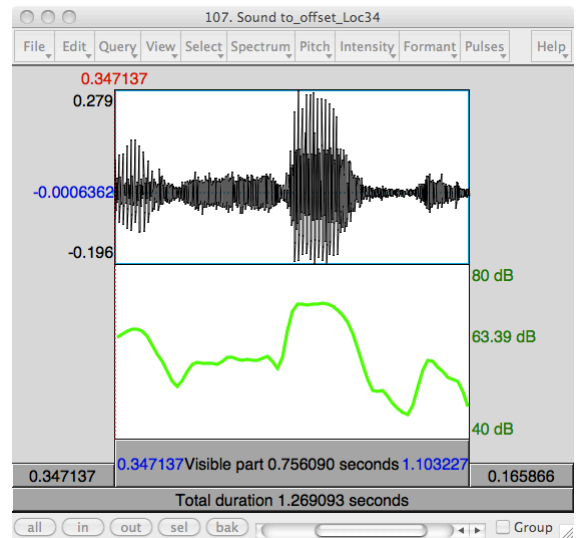 107. Sound to_offset_Loc34
File Edit Query View Select Spectrum Pitch Intensity Formant Pulses Help
0.347137
0.279
-0.0006362
-0.196
80 dB
63.39 dB
40 dB
0.347137 0.347137 Visible part 0.756090 seconds 1.103227 0.165866
Total duration 1.269093 seconds
all in out sel bak Group